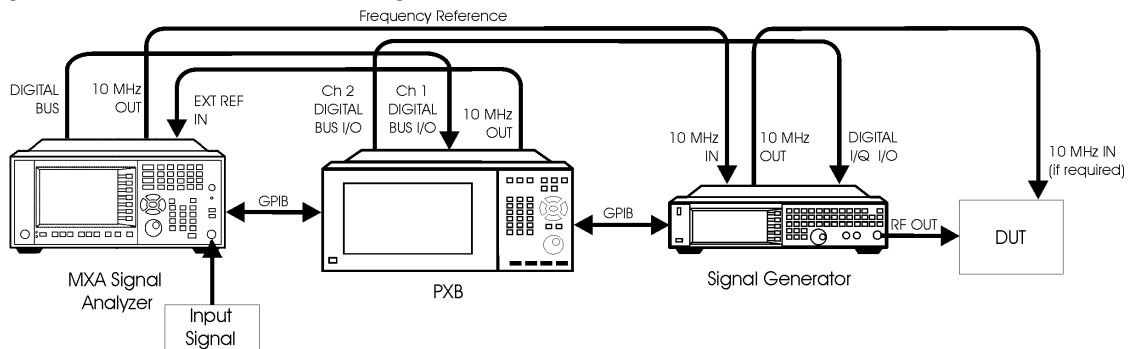 Frequency Reference
DIGITAL
BUS
10 MHz
OUT
EXT REF
IN
Ch 2
DIGITAL
BUS I/O
Ch 1
DIGITAL
BUS I/O
10 MHz
OUT
10 MHz
IN
10 MHz
OUT
DIGITAL
I/Q I/O
10 MHz IN
(if required)
GPIB
GPIB
RF OUT
DUT
MXA Signal
Analyzer
PXB
Signal Generator
Input
Signal